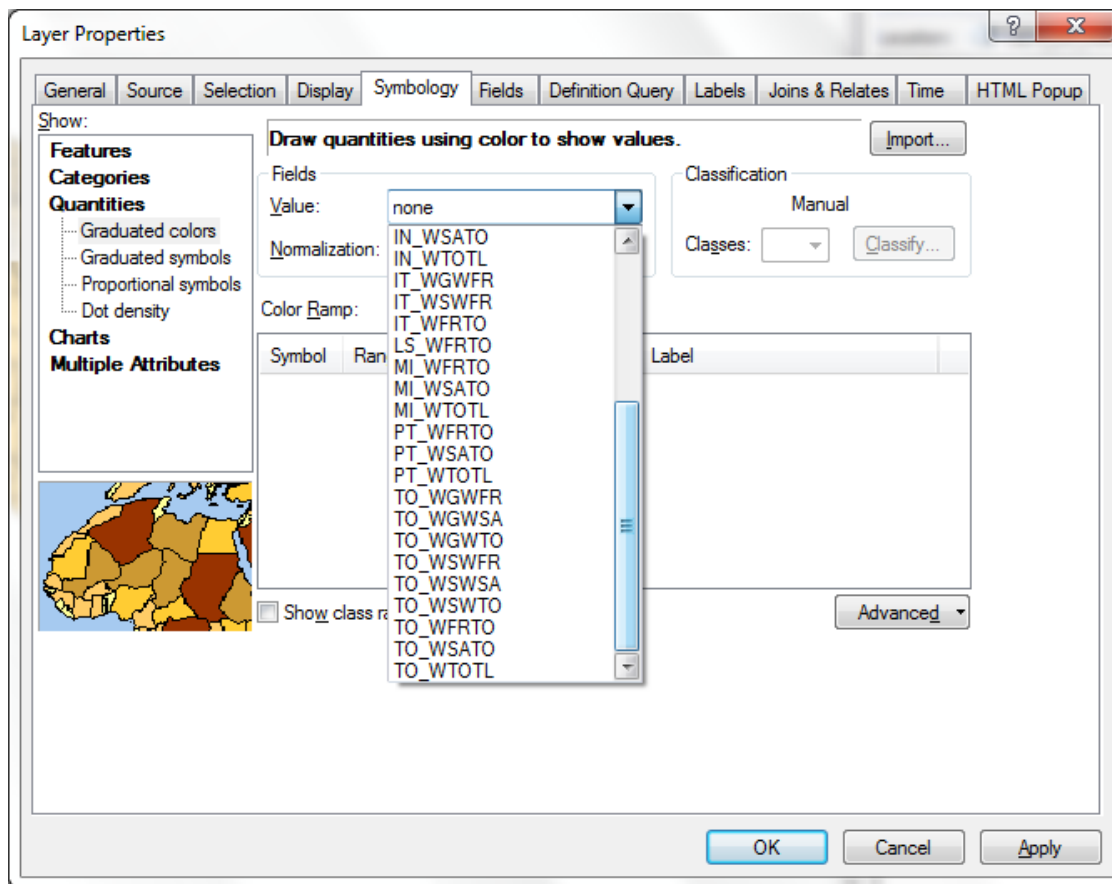 Layer Properties
General Source Selection Display Symbology Fields Definition Query Labels Joins & Relates Time HTML Popup
Show:
Features
Categories
Quantities
Graduated colors
Graduated symbols
Proportional symbols
Dot density
Charts
Multiple Attributes
Draw quantities using color to show values.
Import...
Fields
Value:
none
Normalization:
Classification
Manual
Classes:
Classify...
Color Ramp:
Symbol Ran Label
IN_WSATO
IN_WTOTL
IT_WGWFR
IT_WSWFR
IT_WFRTO
LS_WFRTO
MI_WFRTO
MI_WSATO
MI_WTOTL
PT_WFRTO
PT_WSATO
PT_WTOTL
TO_WGWFR
TO_WGWSA
TO_WGWTO
TO_WSWFR
TO_WSWSA
TO_WSWTO
TO_WFRTO
TO_WSATO
TO_WTOTL
Show class ra
Advanced
OK Cancel Apply